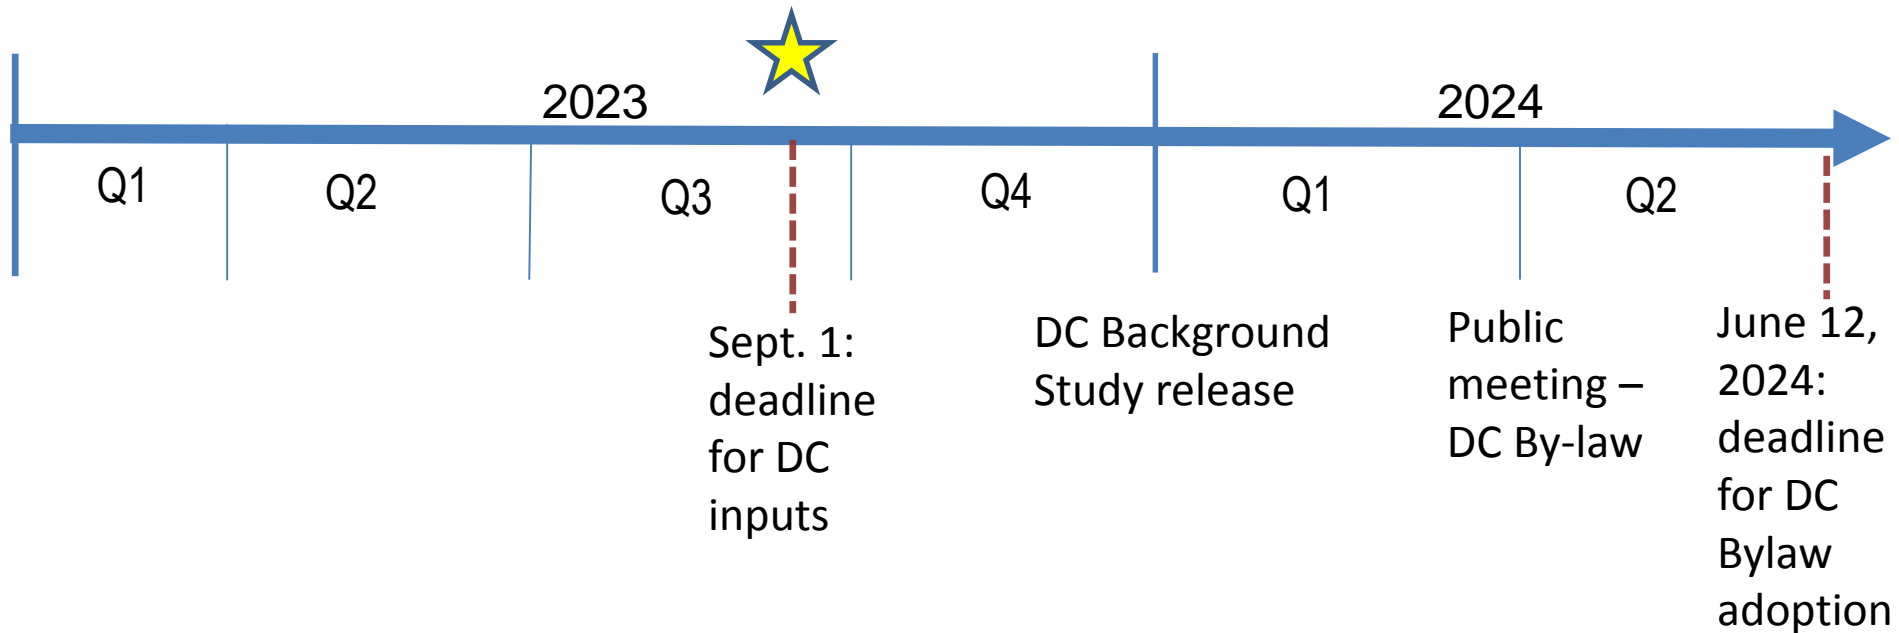 2023
2024
Q1
Q2
Q3
Q4
Q1
Q2
Sept. 1:
deadline
for DC
inputs
DC Background
Study release
Public
meeting –
DC By-law
June 12,
2024:
deadline
for DC
Bylaw
adoption